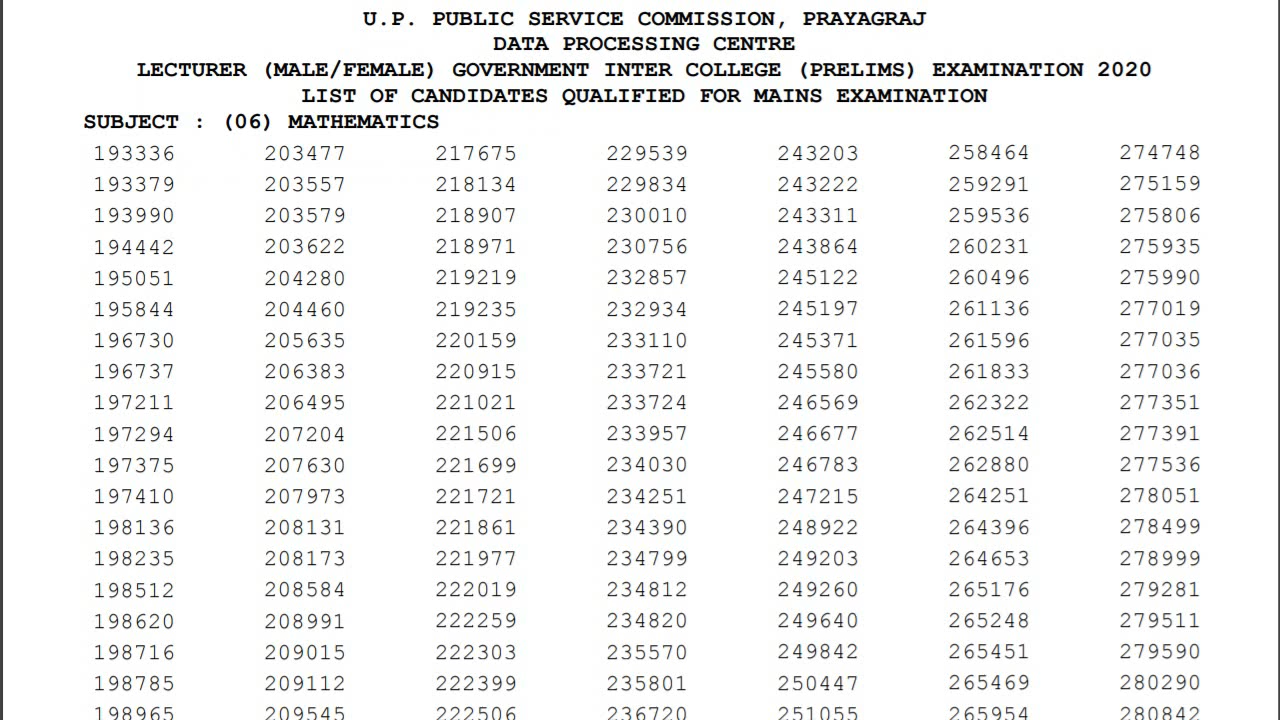 U.P. PUBLIC SERVICE COMMISSION, PRAYAGRAJ
DATA PROCESSING CENTRE
LECTURER (MALE/FEMALE) GOVERNMENT INTER COLLEGE (PRELIMS) EXAMINATION 2020
LIST OF CANDIDATES QUALIFIED FOR MAINS EXAMINATION
SUBJECT : (06) MATHEMATICS
193336 203477 217675 229539 243203 258464 274748
193379 203557 218134 229834 243222 259291 275159
193990 203579 218907 230010 243311 259536 275806
194442 203622 218971 230756 243864 260231 275935
195051 204280 219219 232857 245122 260496 275990
195844 204460 219235 232934 245197 261136 277019
196730 205635 220159 233110 245371 261596 277035
196737 206383 220915 233721 245580 261833 277036
197211 206495 221021 233724 246569 262322 277351
197294 207204 221506 233957 246677 262514 277391
197375 207630 221699 234030 246783 262880 277536
197410 207973 221721 234251 247215 264251 278051
198136 208131 221861 234390 248922 264396 278499
198235 208173 221977 234799 249203 264653 278999
198512 208584 222019 234812 249260 265176 279281
198620 208991 222259 234820 249640 265248 279511
198716 209015 222303 235570 249842 265451 279590
198785 209112 222399 235801 250447 265469 280290
198965 209545 222506 236720 251055 265954 280842